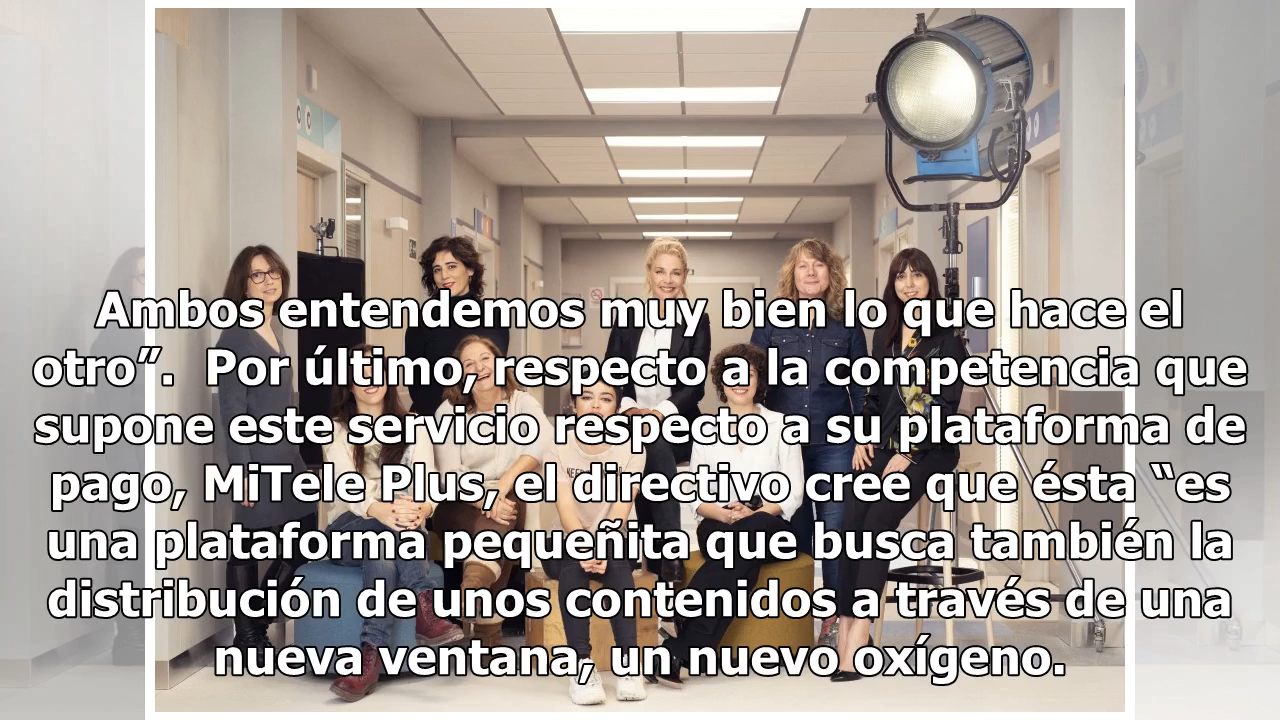 Ambos entendemos muy bien lo que hace el
otro”. Por último, respecto a la competencia que
supone este servicio respecto a su plataforma de
pago, MiTele Plus, el directivo cree que ésta “es
una plataforma pequeñita que busca también la
distribución de unos contenidos a través de una
nueva ventana, un nuevo oxígeno.